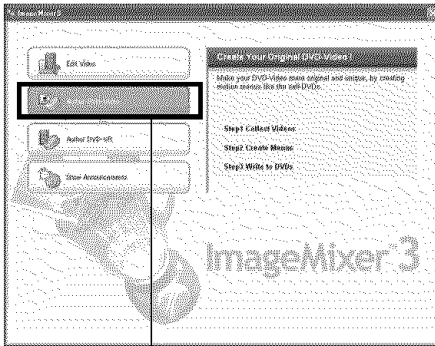 ImageMixer 3
Edit Video
Author DVD-VR
Show Announcements
Create Your Original DVD-Video !
Make your DVD-Video more original and unique, by creating
motion menus like the sell-DVDs.
Step1 Collect Videos
Step2 Create Menus
Step3 Write to DVDs
ImageMixer 3